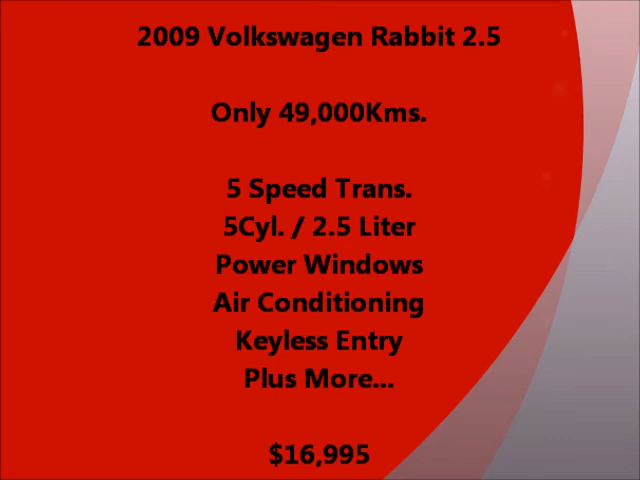 2009 Volkswagen Rabbit 2.5
Only 49,000Kms.
5 Speed Trans.
5Cyl. / 2.5 Liter
Power Windows
Air Conditioning
Keyless Entry
Plus More...
$16,995